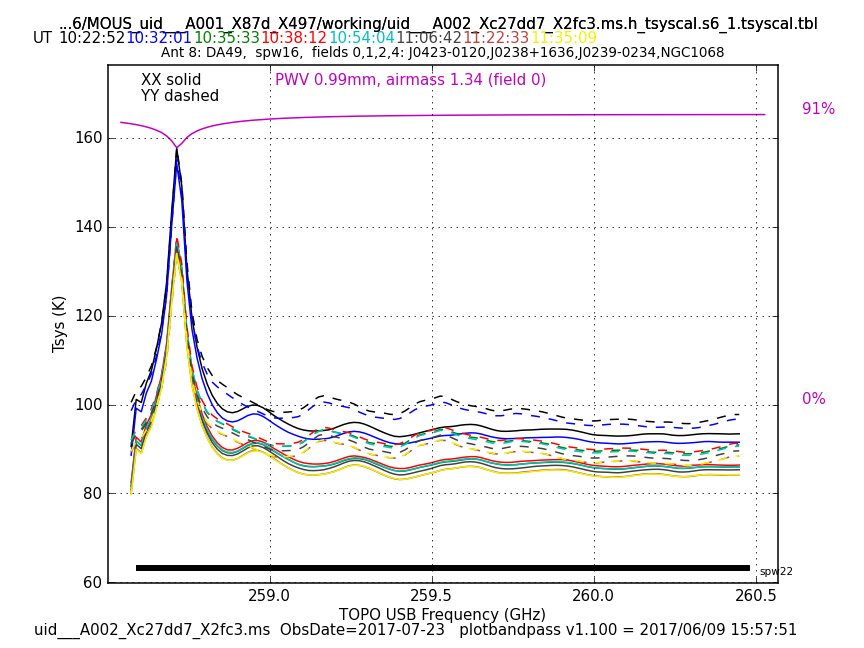 ...6/MOUS_uid___A001_X87d_X497/working/uid___A002_Xc27dd7_X2fc3.ms.h_tsyscal.s6_1.tsyscal.tbl
UT 10:22:52 10:32:01 10:35:33 10:38:12 10:54:04 11:06:42 11:22:33 11:35:09
Ant 8: DA49, spw16, fields 0,1,2,4: J0423-0120,J0238+1636,J0239-0234,NGC1068
XX solid PWV 0.99mm, airmass 1.34 (field 0)
YY dashed
91%
160
140
120
Tsys (K)
100
0%
80
60
spw22
259.0 259.5 260.0 260.5
TOPO USB Frequency (GHz)
uid___A002_Xc27dd7_X2fc3.ms ObsDate=2017-07-23 plotbandpass v1.100 = 2017/06/09 15:57:51